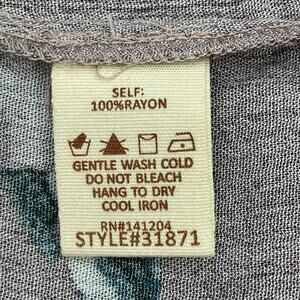 SELF:
100%RAYON
GENTLE WASH COLD
DO NOT BLEACH
HANG TO DRY
COOL IRON
RN#141204
STYLE#31871